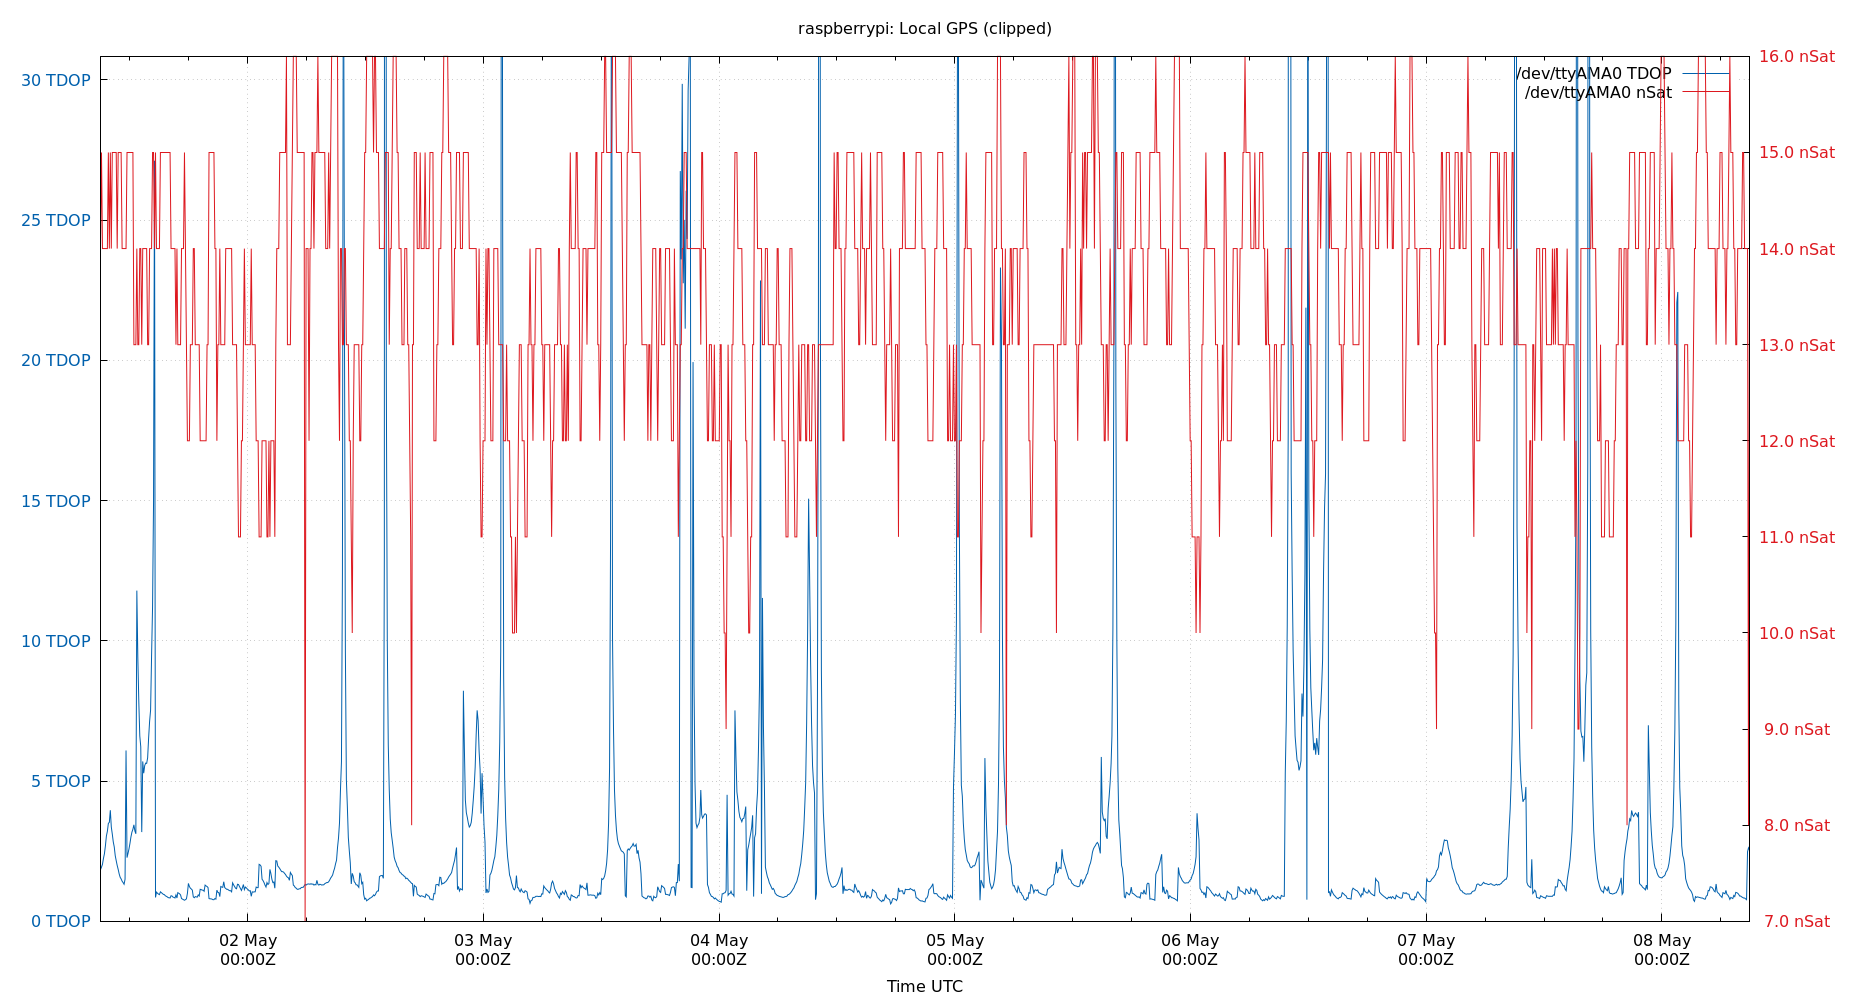 raspberrypi: Local GPS (clipped)
30 TDOP
25 TDOP
20 TDOP
15 TDOP
10 TDOP
5 TDOP
0 TDOP
16.0 nSat
15.0 nSat
14.0 nSat
13.0 nSat
12.0 nSat
11.0 nSat
10.0 nSat
9.0 nSat
8.0 nSat
7.0 nSat
/dev/ttyAMA0 TDOP
/dev/ttyAMA0 nSat
02 May 03 May 04 May 05 May 06 May 07 May 08 May
00:00Z 00:00Z 00:00Z 00:00Z 00:00Z 00:00Z 00:00Z
Time UTC